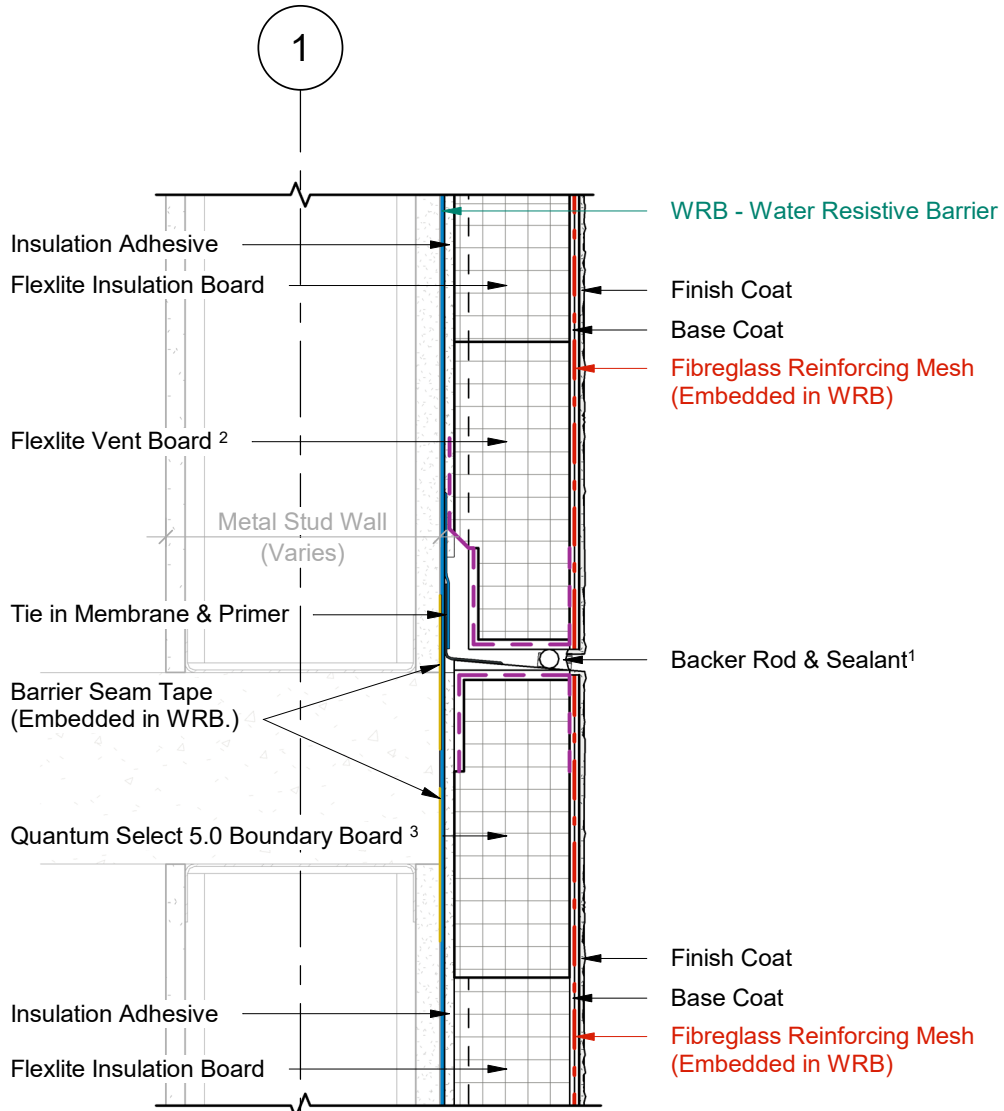 1
WRB - Water Resistive Barrier
Insulation Adhesive
Flexlite Insulation Board
Finish Coat
Base Coat
Fibreglass Reinforcing Mesh
(Embedded in WRB)
Flexlite Vent Board ²
Metal Stud Wall
(Varies)
Tie in Membrane & Primer
Backer Rod & Sealant¹
Barrier Seam Tape
(Embedded in WRB.)
Quantum Select 5.0 Boundary Board ³
Finish Coat
Base Coat
Insulation Adhesive
Fibreglass Reinforcing Mesh
(Embedded in WRB)
Flexlite Insulation Board